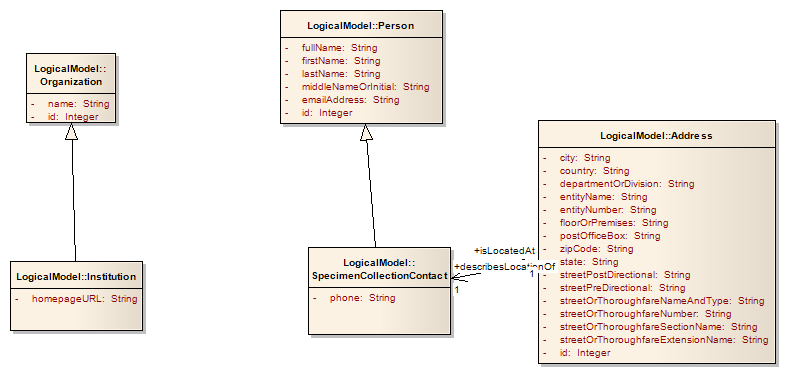 LogicalModel::
Organization
- name: String
- id: Integer
LogicalModel::Institution
- homepageURL: String
LogicalModel::Person
- fullName: String
- firstName: String
- lastName: String
- middleNameOrInitial: String
- emailAddress: String
- id: Integer
LogicalModel::
SpecimenCollectionContact
- phone: String
+isLocatedAt
+describesLocationOf
1
1
LogicalModel::Address
- city: String
- country: String
- departmentOrDivision: String
- entityName: String
- entityNumber: String
- floorOrPremises: String
- postOfficeBox: String
- zipCode: String
- state: String
- streetPostDirectional: String
- streetPreDirectional: String
- streetOrThoroughfareNameAndType: String
- streetOrThoroughfareNumber: String
- streetOrThoroughfareSectionName: String
- streetOrThoroughfareExtensionName: String
- id: Integer